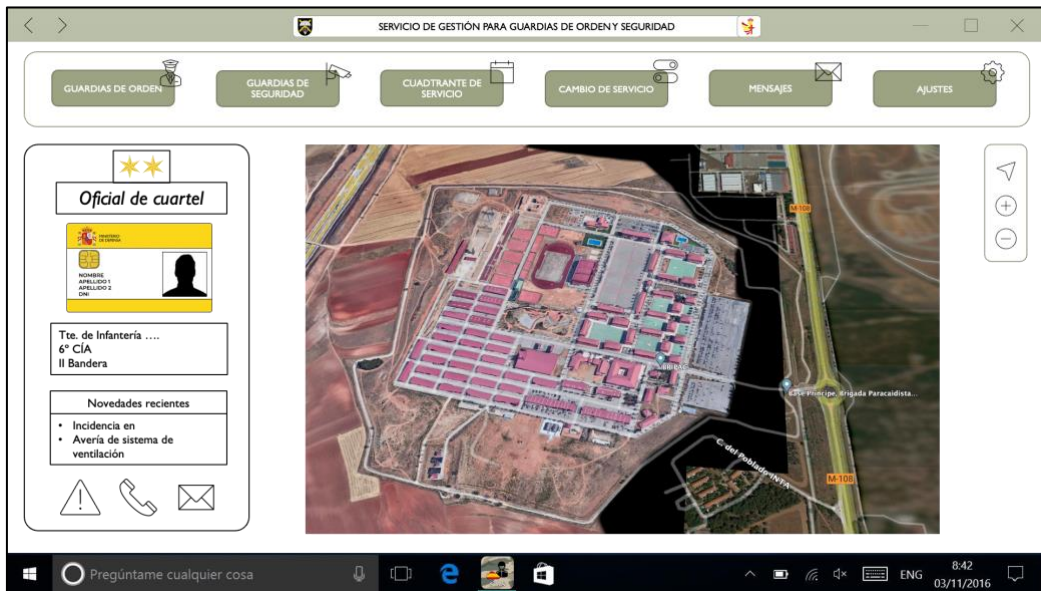 SERVICIO DE GESTIÓN PARA GUARDIAS DE ORDEN Y SEGURIDAD
GUARDIAS DE ORDEN
GUARDIAS DE
SEGURIDAD
CUADTRANTE DE
SERVICIO
CAMBIO DE SERVICIO
MENSAJES
AJUSTES
Oficial de cuartel
MINISTERIO
DE DEFENSA
NOMBRE
APELLIDO 1
APELLIDO 2
DNI
Tte. de Infantería ....
6º CÍA
II Bandera
Novedades recientes
• Incidencia en
• Avería de sistema de
ventilación
M-108
Base Príncipe, Brigada Paracaidista...
C. del Poblado INTA
M-108
Pregúntame cualquier cosa
ENG
8:42
03/11/2016